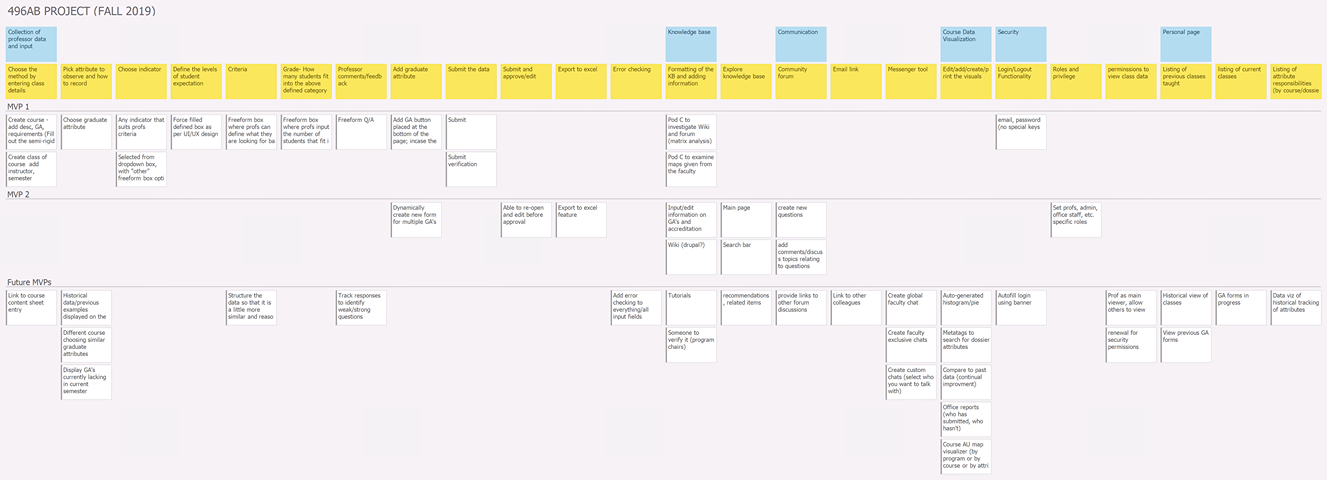 496AB PROJECT (FALL 2019)
Collection of
professor data
and input
Knowledge base
Communication
Course Data
Visualization
Security
Personal page
Choose the
method by
entering class
details
Pick attribute to
observe and how
to record
Choose indicator
Define the levels
of student
expectation
Criteria
Grade- How
many students fit
into the above
defined category
Professor
comments/feedb
ack
Add graduate
attribute
Submit the data
Submit and
approve/edit
Export to excel
Error checking
Formatting of the
KB and adding
information
Explore
knowledge base
Community
forum
Email link
Messenger tool
Edit/add/create/p
rint the visuals
Login/Logout
Functionality
Roles and
privilege
permissions to
view class data
Listing of
previous classes
taught
listing of current
classes
Listing of
attribute
responsibilities
(by course/dossie
MVP 1
Create course -
add desc, GA,
requirements (Fill
out the semi-rigid
Choose graduate
attribute
Any indicator that
suits profs
criteria
Force filled
defined box as
per UI/UX design
Freeform box
where profs can
define what they
are looking for ba
Freeform box
where profs input
the number of
students that fit i
Freeform Q/A
Add GA button
placed at the
bottom of the
page; incase the
Submit
Pod C to
investigate Wiki
and forum
(matrix analysis)
email, password
(no special keys
Create class of
course add
instructor,
semester
Selected from
dropdown box,
with "other"
freeform box opti
Submit
verification
Pod C to examine
maps given from
the faculty
MVP 2
Dynamically
create new form
for multiple GA's
Able to re-open
and edit before
approval
Export to excel
feature
Input/edit
information on
GA's and
accreditation
Main page
create new
questions
Set profs, admin,
office staff, etc.
specific roles
Wiki (drupal?)
Search bar
add
comments/discus
s topics relating
to questions
Future MVPs
Link to course
content sheet
entry
Historical
data/previous
examples
displayed on the
Structure the
data so that it is
a little more
similar and reaso
Track responses
to identify
weak/strong
questions
Add error
checking to
everything/all
input fields
Tutorials
recommendations
, related items
provide links to
other forum
discussions
Link to other
colleagues
Create global
faculty chat
Auto-generated
histogram/pie
Autofill login
using banner
Prof as main
viewer, allow
others to view
Historical view of
classes
GA forms in
progress
Data viz of
historical tracking
of attributes
Different course
choosing similar
graduate
attributes
Someone to
verify it (program
chairs)
Create faculty
exclusive chats
Metatags to
search for dossier
attributes
renewal for
security
permissions
View previous GA
forms
Display GA's
currently lacking
in current
semester
Create custom
chats (select who
you want to talk
with)
Compare to past
data (continual
improvment)
Office reports
(who has
submitted, who
hasn't)
Course AU map
visualizer (by
program or by
course or by attri